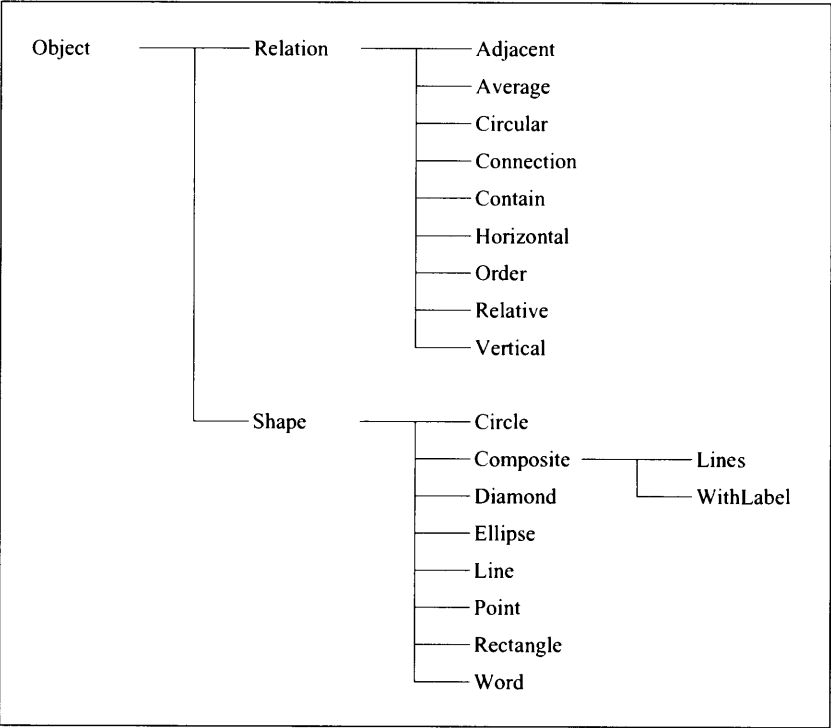 Object Relation Adjacent
Average
Circular
Connection
Contain
Horizontal
Order
Relative
Vertical
Shape Circle
Composite Lines
Diamond WithLabel
Ellipse
Line
Point
Rectangle
Word